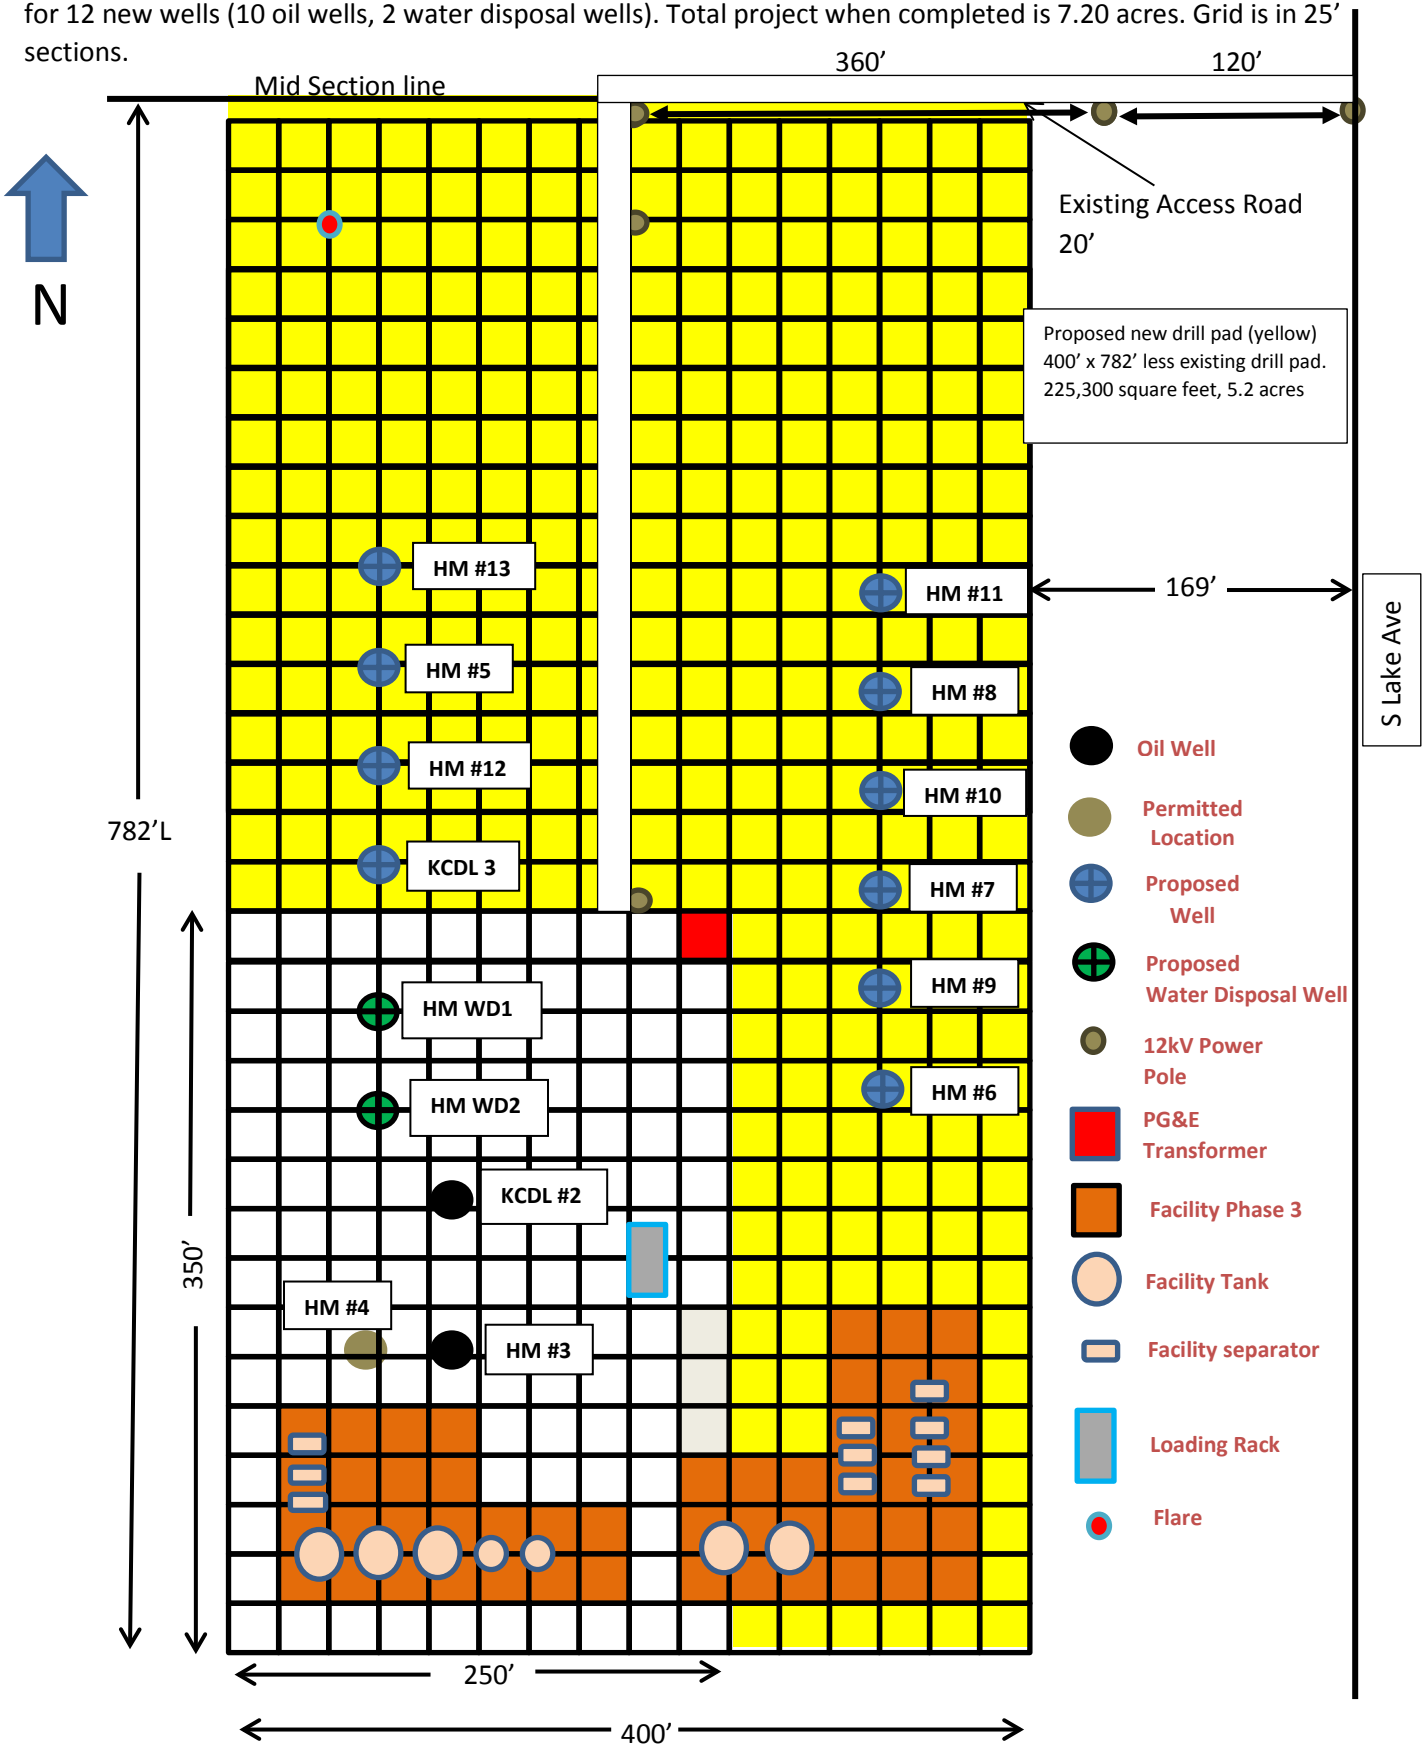 for 12 new wells (10 oil wells, 2 water disposal wells). Total project when completed is 7.20 acres. Grid is in 25’
sections.
360’
120’
Mid Section line
Existing Access Road
20’
N
Proposed new drill pad (yellow)
400’ x 782’ less existing drill pad.
225,300 square feet, 5.2 acres
HM #13
HM #11
169’
S Lake Ave
HM #5
HM #8
HM #12
HM #10
782’L
KCDL 3
HM #7
HM #9
HM WD1
HM #6
HM WD2
KCDL #2
350’
HM #4
HM #3
Oil Well
Permitted
Location
Proposed
Well
Proposed
Water Disposal Well
12kV Power
Pole
PG&E
Transformer
Facility Phase 3
Facility Tank
Facility separator
Loading Rack
Flare
250’
400’